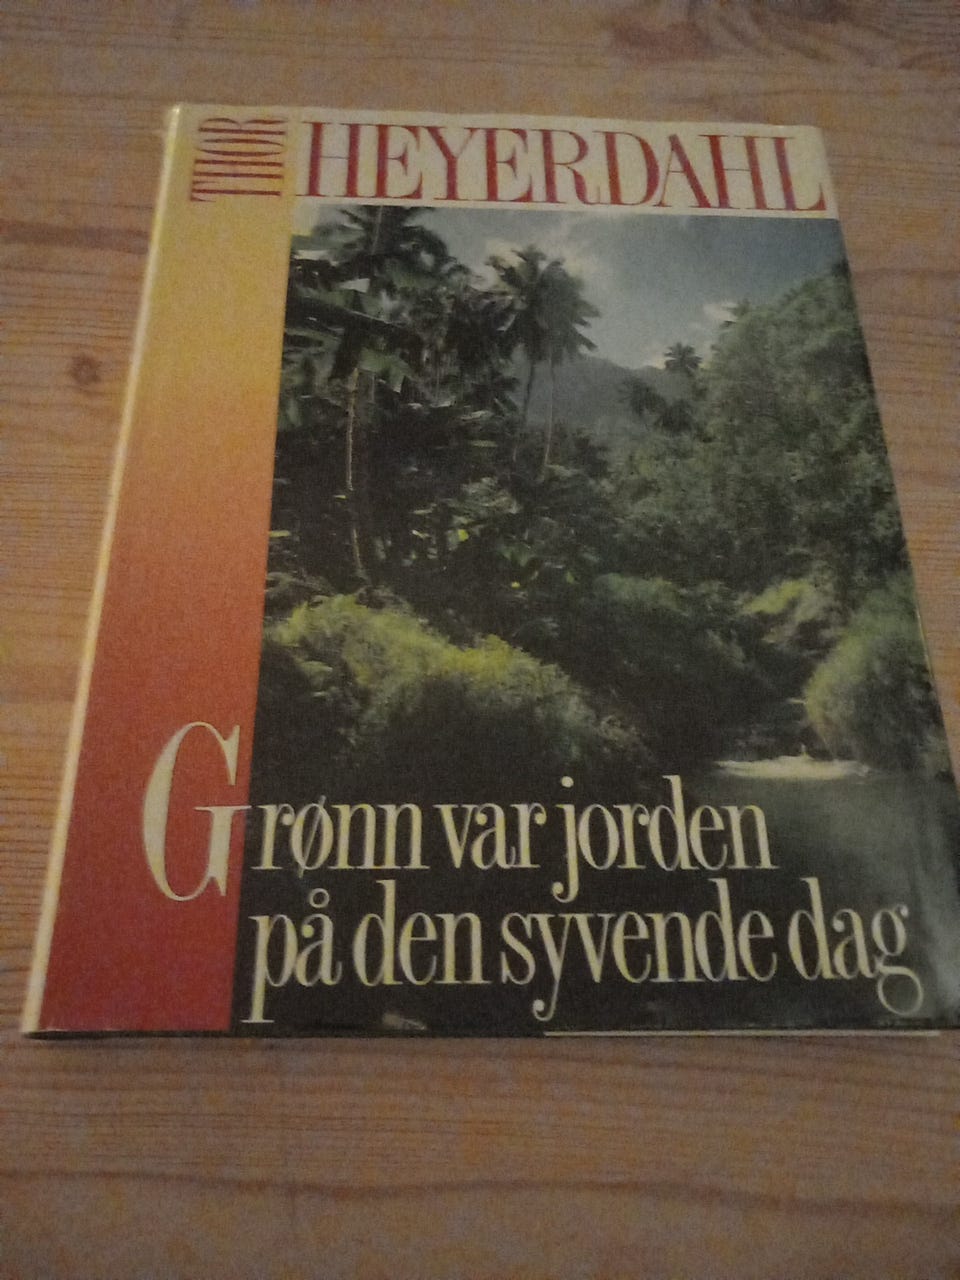 THOR
HEYERDAHL
Grønn var jorden
på den syvende dag